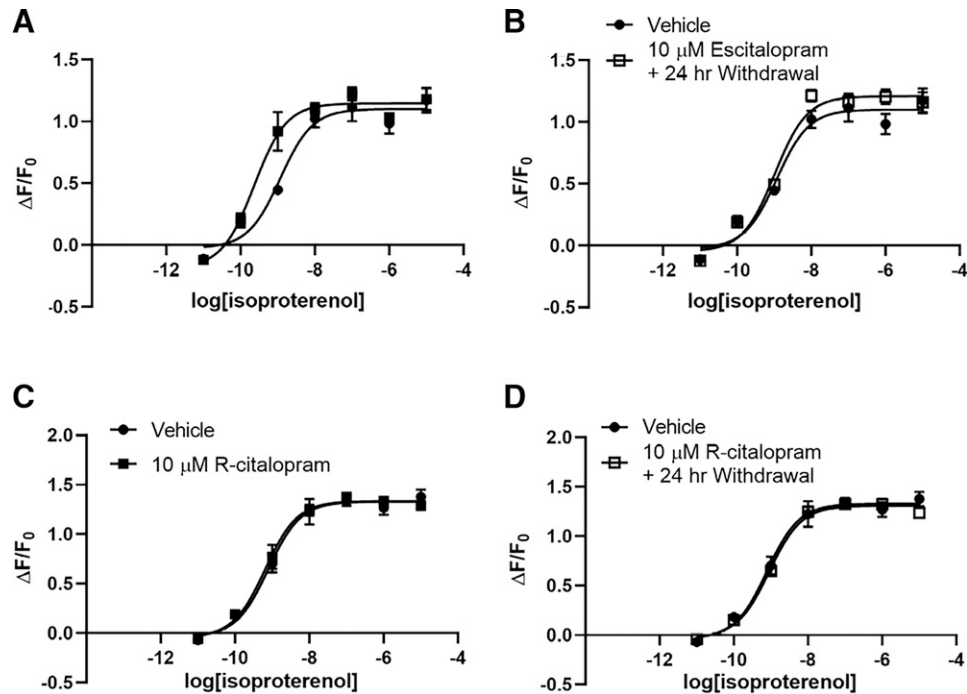 A
1.5
1.0
0.5
0.0
-0.5
ΔF/F0
-12
-10
-8
-6
-4
log[isoproterenol]
B
Vehicle
10 μM Escitalopram
+ 24 hr Withdrawal
1.5
1.0
0.5
0.0
-0.5
ΔF/F0
-12
-10
-8
-6
-4
log[isoproterenol]
C
Vehicle
10 μM R-citalopram
2.0
1.5
1.0
0.5
0.0
-0.5
ΔF/F0
-12
-10
-8
-6
-4
log[isoproterenol]
D
Vehicle
10 μM R-citalopram
+ 24 hr Withdrawal
2.0
1.5
1.0
0.5
0.0
-0.5
ΔF/F0
-12
-10
-8
-6
-4
log[isoproterenol]